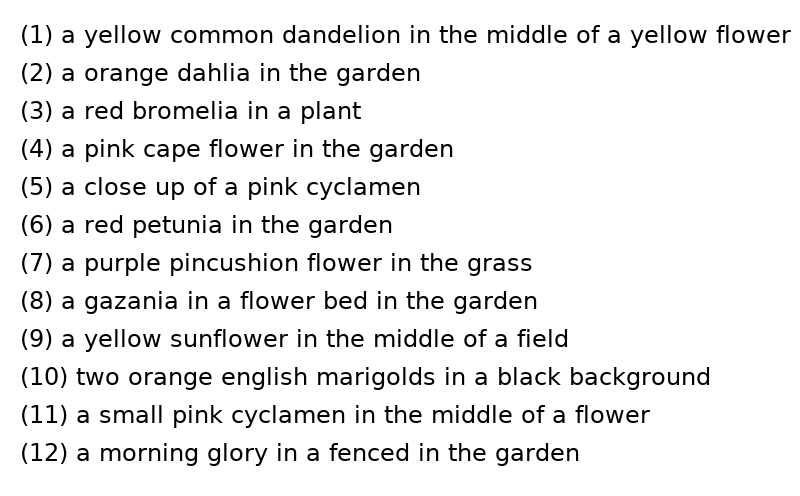 (1) a yellow common dandelion in the middle of a yellow flower
(2) a orange dahlia in the garden
(3) a red bromelia in a plant
(4) a pink cape flower in the garden
(5) a close up of a pink cyclamen
(6) a red petunia in the garden
(7) a purple pincushion flower in the grass
(8) a gazania in a flower bed in the garden
(9) a yellow sunflower in the middle of a field
(10) two orange english marigolds in a black background
(11) a small pink cyclamen in the middle of a flower
(12) a morning glory in a fenced in the garden